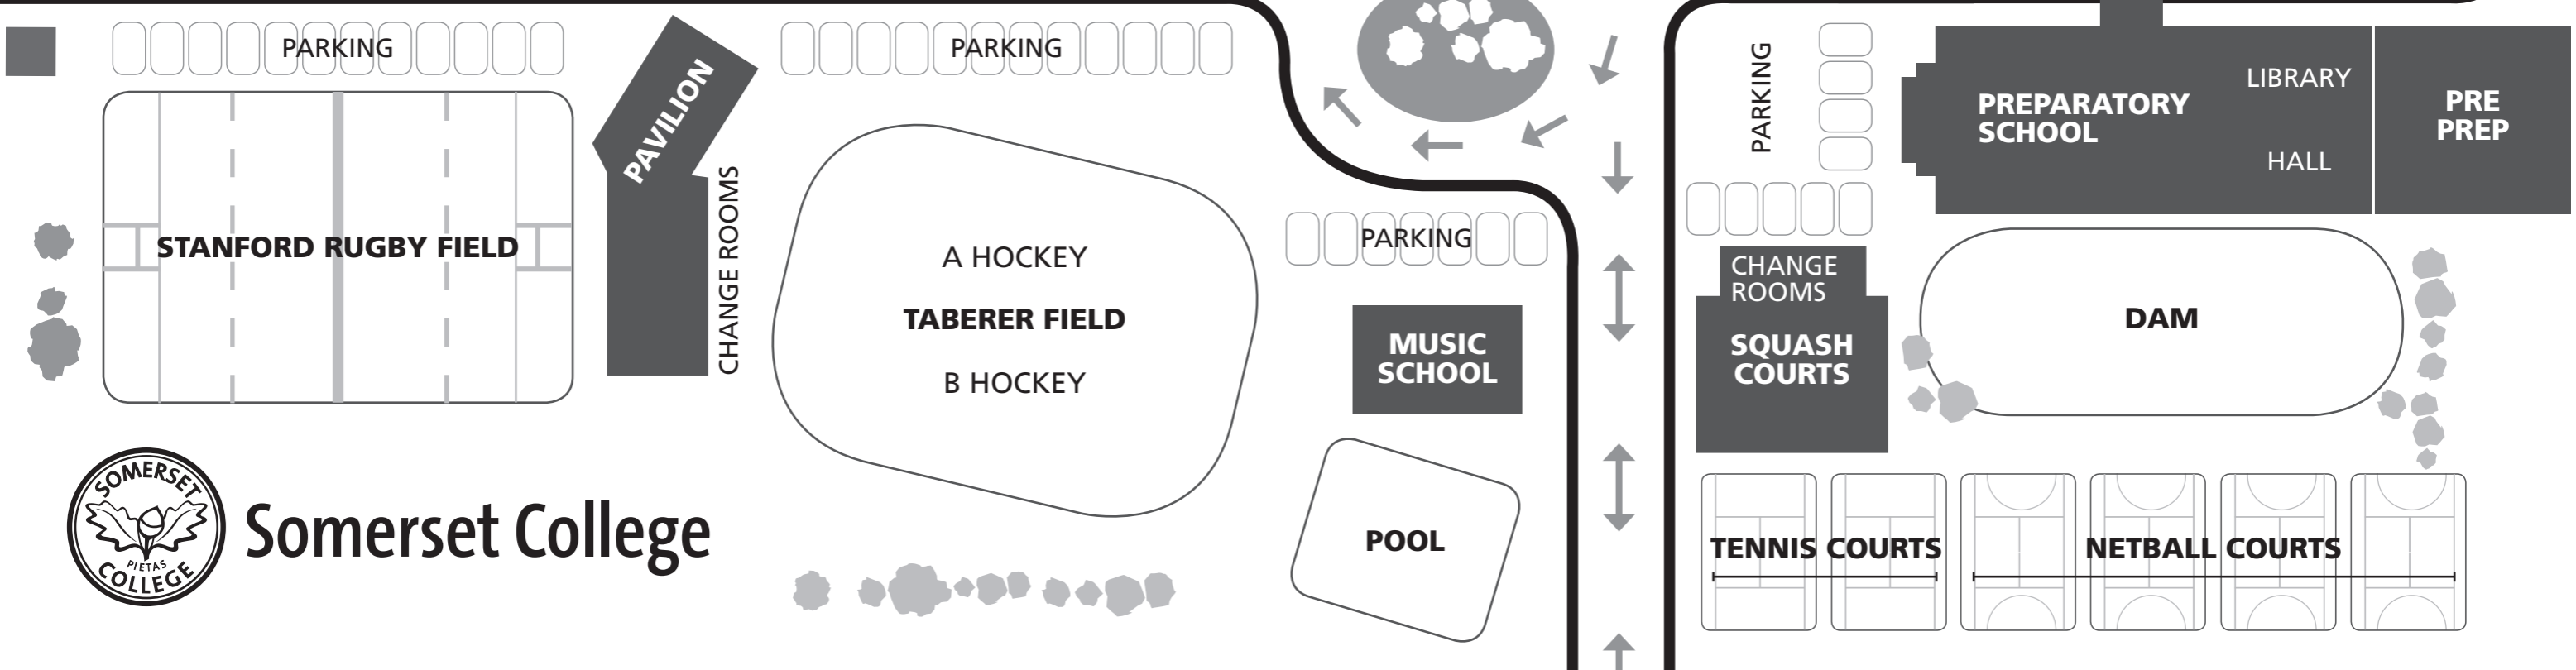 PARKING
PAVILION
CHANGE ROOMS
STANFORD RUGBY FIELD
PARKING
A HOCKEY
TABERER FIELD
B HOCKEY
PARKING
MUSIC
SCHOOL
POOL
PARKING
PREPARATORY
SCHOOL
LIBRARY
HALL
PRE
PREP
CHANGE
ROOMS
SQUASH
COURTS
DAM
TENNIS COURTS
NETBALL COURTS
SOMERSET
PIETAS
COLLEGE
Somerset College